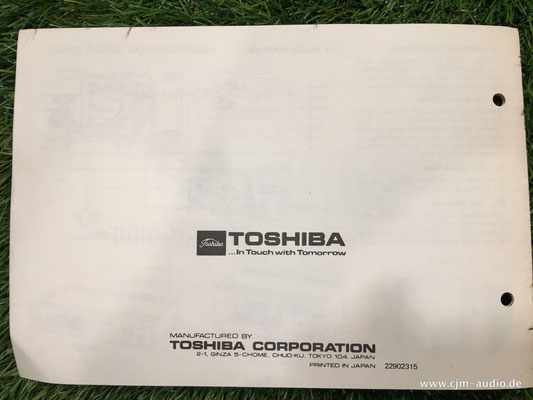 Toshiba TOSHIBA
...In Touch with Tomorrow
MANUFACTURED BY
TOSHIBA CORPORATION
2-1, GINZA 5-CHOME, CHUO-KU, TOKYO 104, JAPAN
PRINTED IN JAPAN 22902315
www.cjm-audio.de